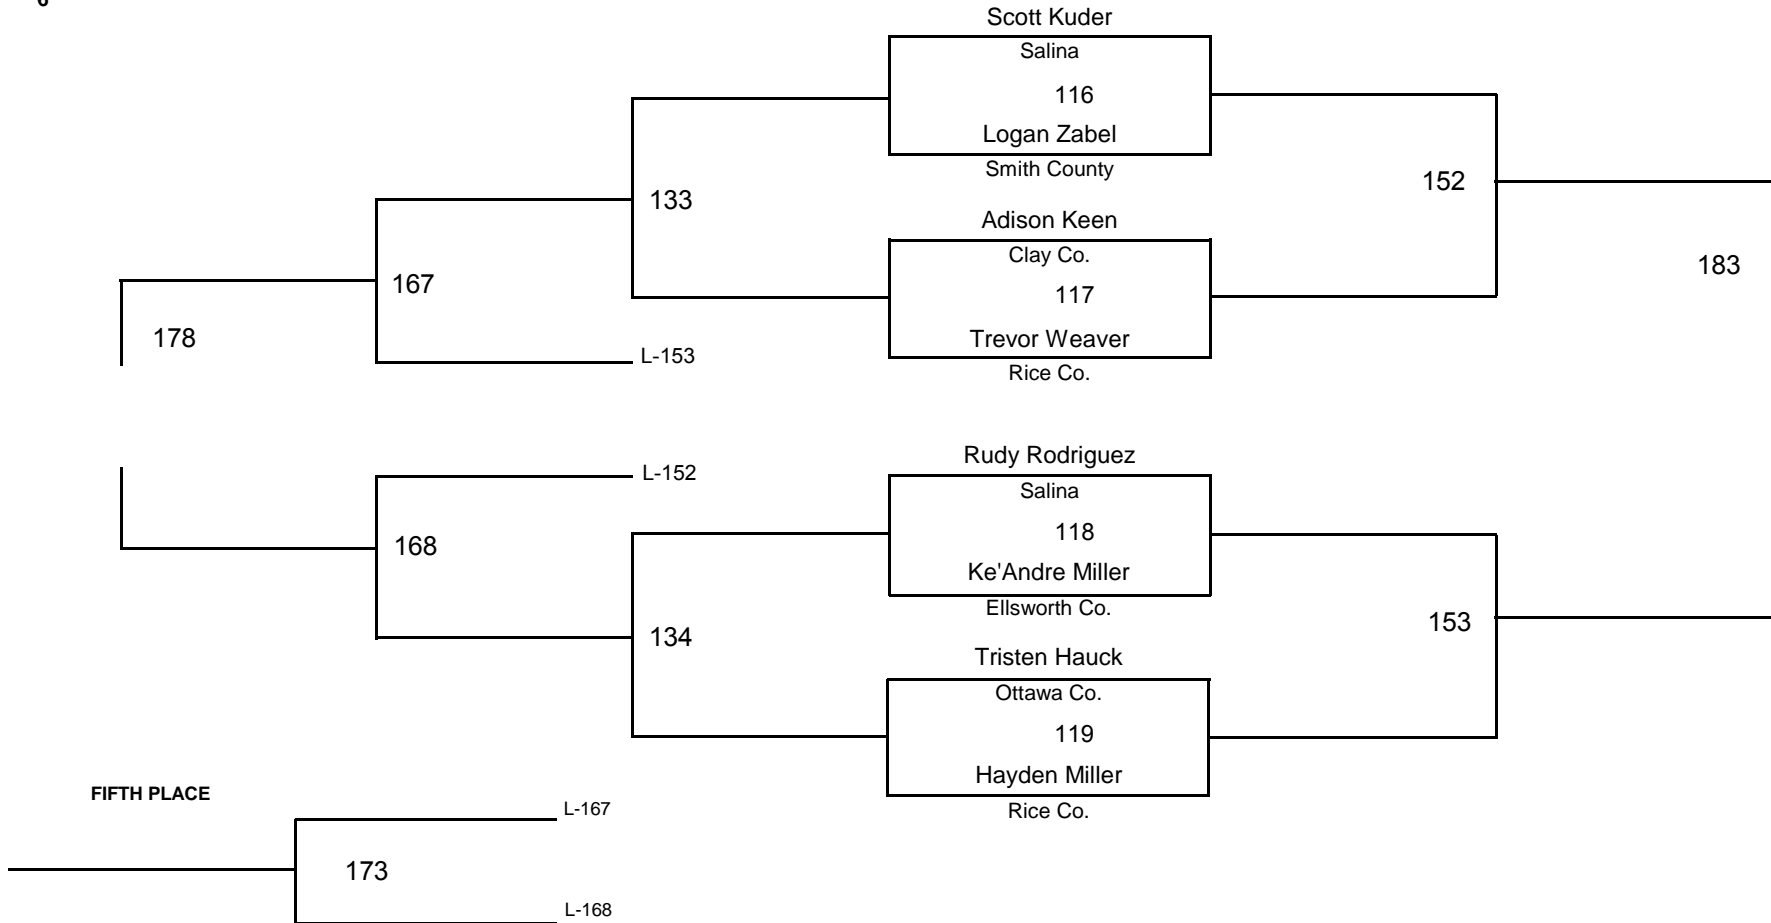 6
Scott Kuder
Salina
116
Logan Zabel
Smith County
133
152
Adison Keen
Clay Co.
117
183
167
178
Trevor Weaver
L-153
Rice Co.
Rudy Rodriguez
L-152
Salina
118
168
Ke'Andre Miller
Ellsworth Co.
134
153
Tristen Hauck
Ottawa Co.
119
Hayden Miller
FIFTH PLACE
L-167
Rice Co.
173
L-168